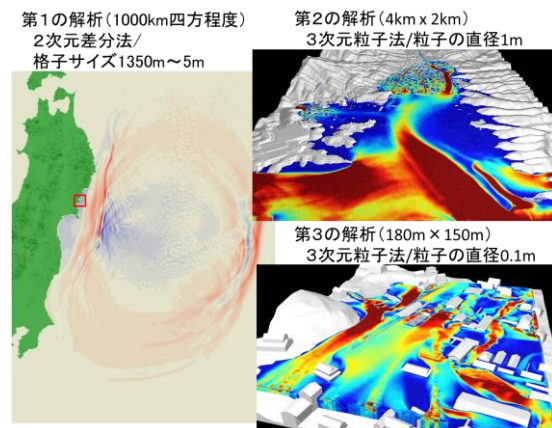 第1の解析(1000km四方程度)
2次元差分法/
格子サイズ1350m～5m
第2の解析(4km x 2km)
3次元粒子法/粒子の直径1m
第3の解析(180m×150m)
3次元粒子法/粒子の直径0.1m